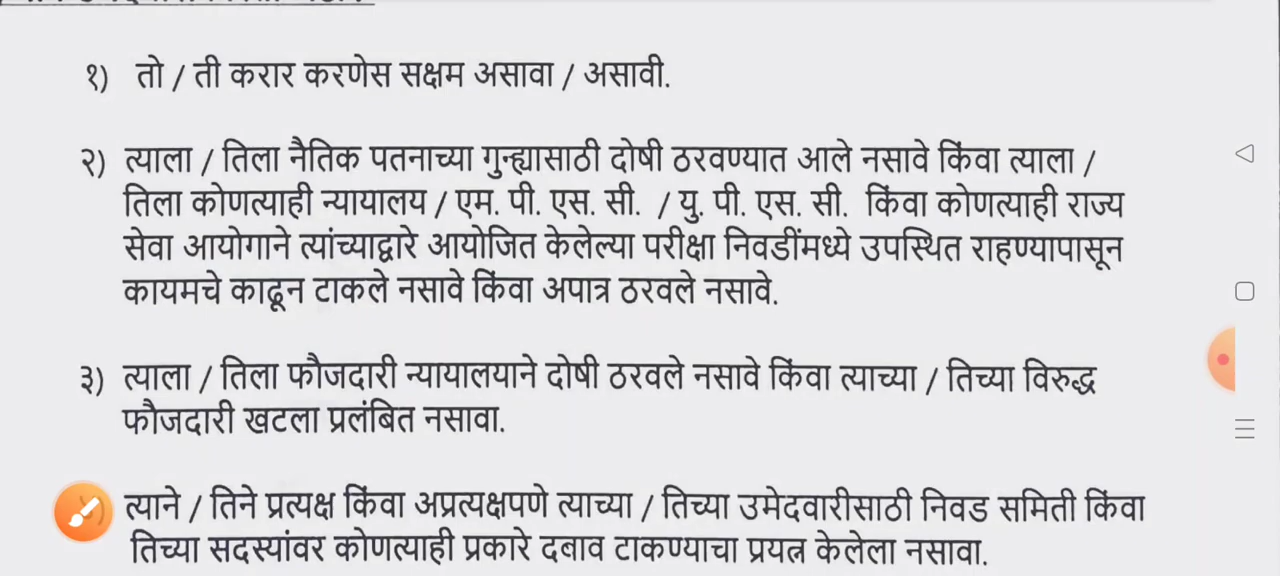 १) तो / ती करार करणेस सक्षम असावा / असावी.
२) त्याला / तिला नैतिक पतनाच्या गुन्ह्यासाठी दोषी ठरवण्यात आले नसावे किंवा त्याला /
तिला कोणत्याही न्यायालय / एम. पी. एस. सी. / यु. पी. एस. सी. किंवा कोणत्याही राज्य
सेवा आयोगाने त्यांच्याद्वारे आयोजित केलेल्या परीक्षा निवडींमध्ये उपस्थित राहण्यापासून
कायमचे काढून टाकले नसावे किंवा अपात्र ठरवले नसावे.
३) त्याला / तिला फौजदारी न्यायालयाने दोषी ठरवले नसावे किंवा त्याच्या / तिच्या विरुद्ध
फौजदारी खटला प्रलंबित नसावा.
त्याने / तिने प्रत्यक्ष किंवा अप्रत्यक्षपणे त्याच्या / तिच्या उमेदवारीसाठी निवड समिती किंवा
तिच्या सदस्यांवर कोणत्याही प्रकारे दबाव टाकण्याचा प्रयत्न केलेला नसावा.